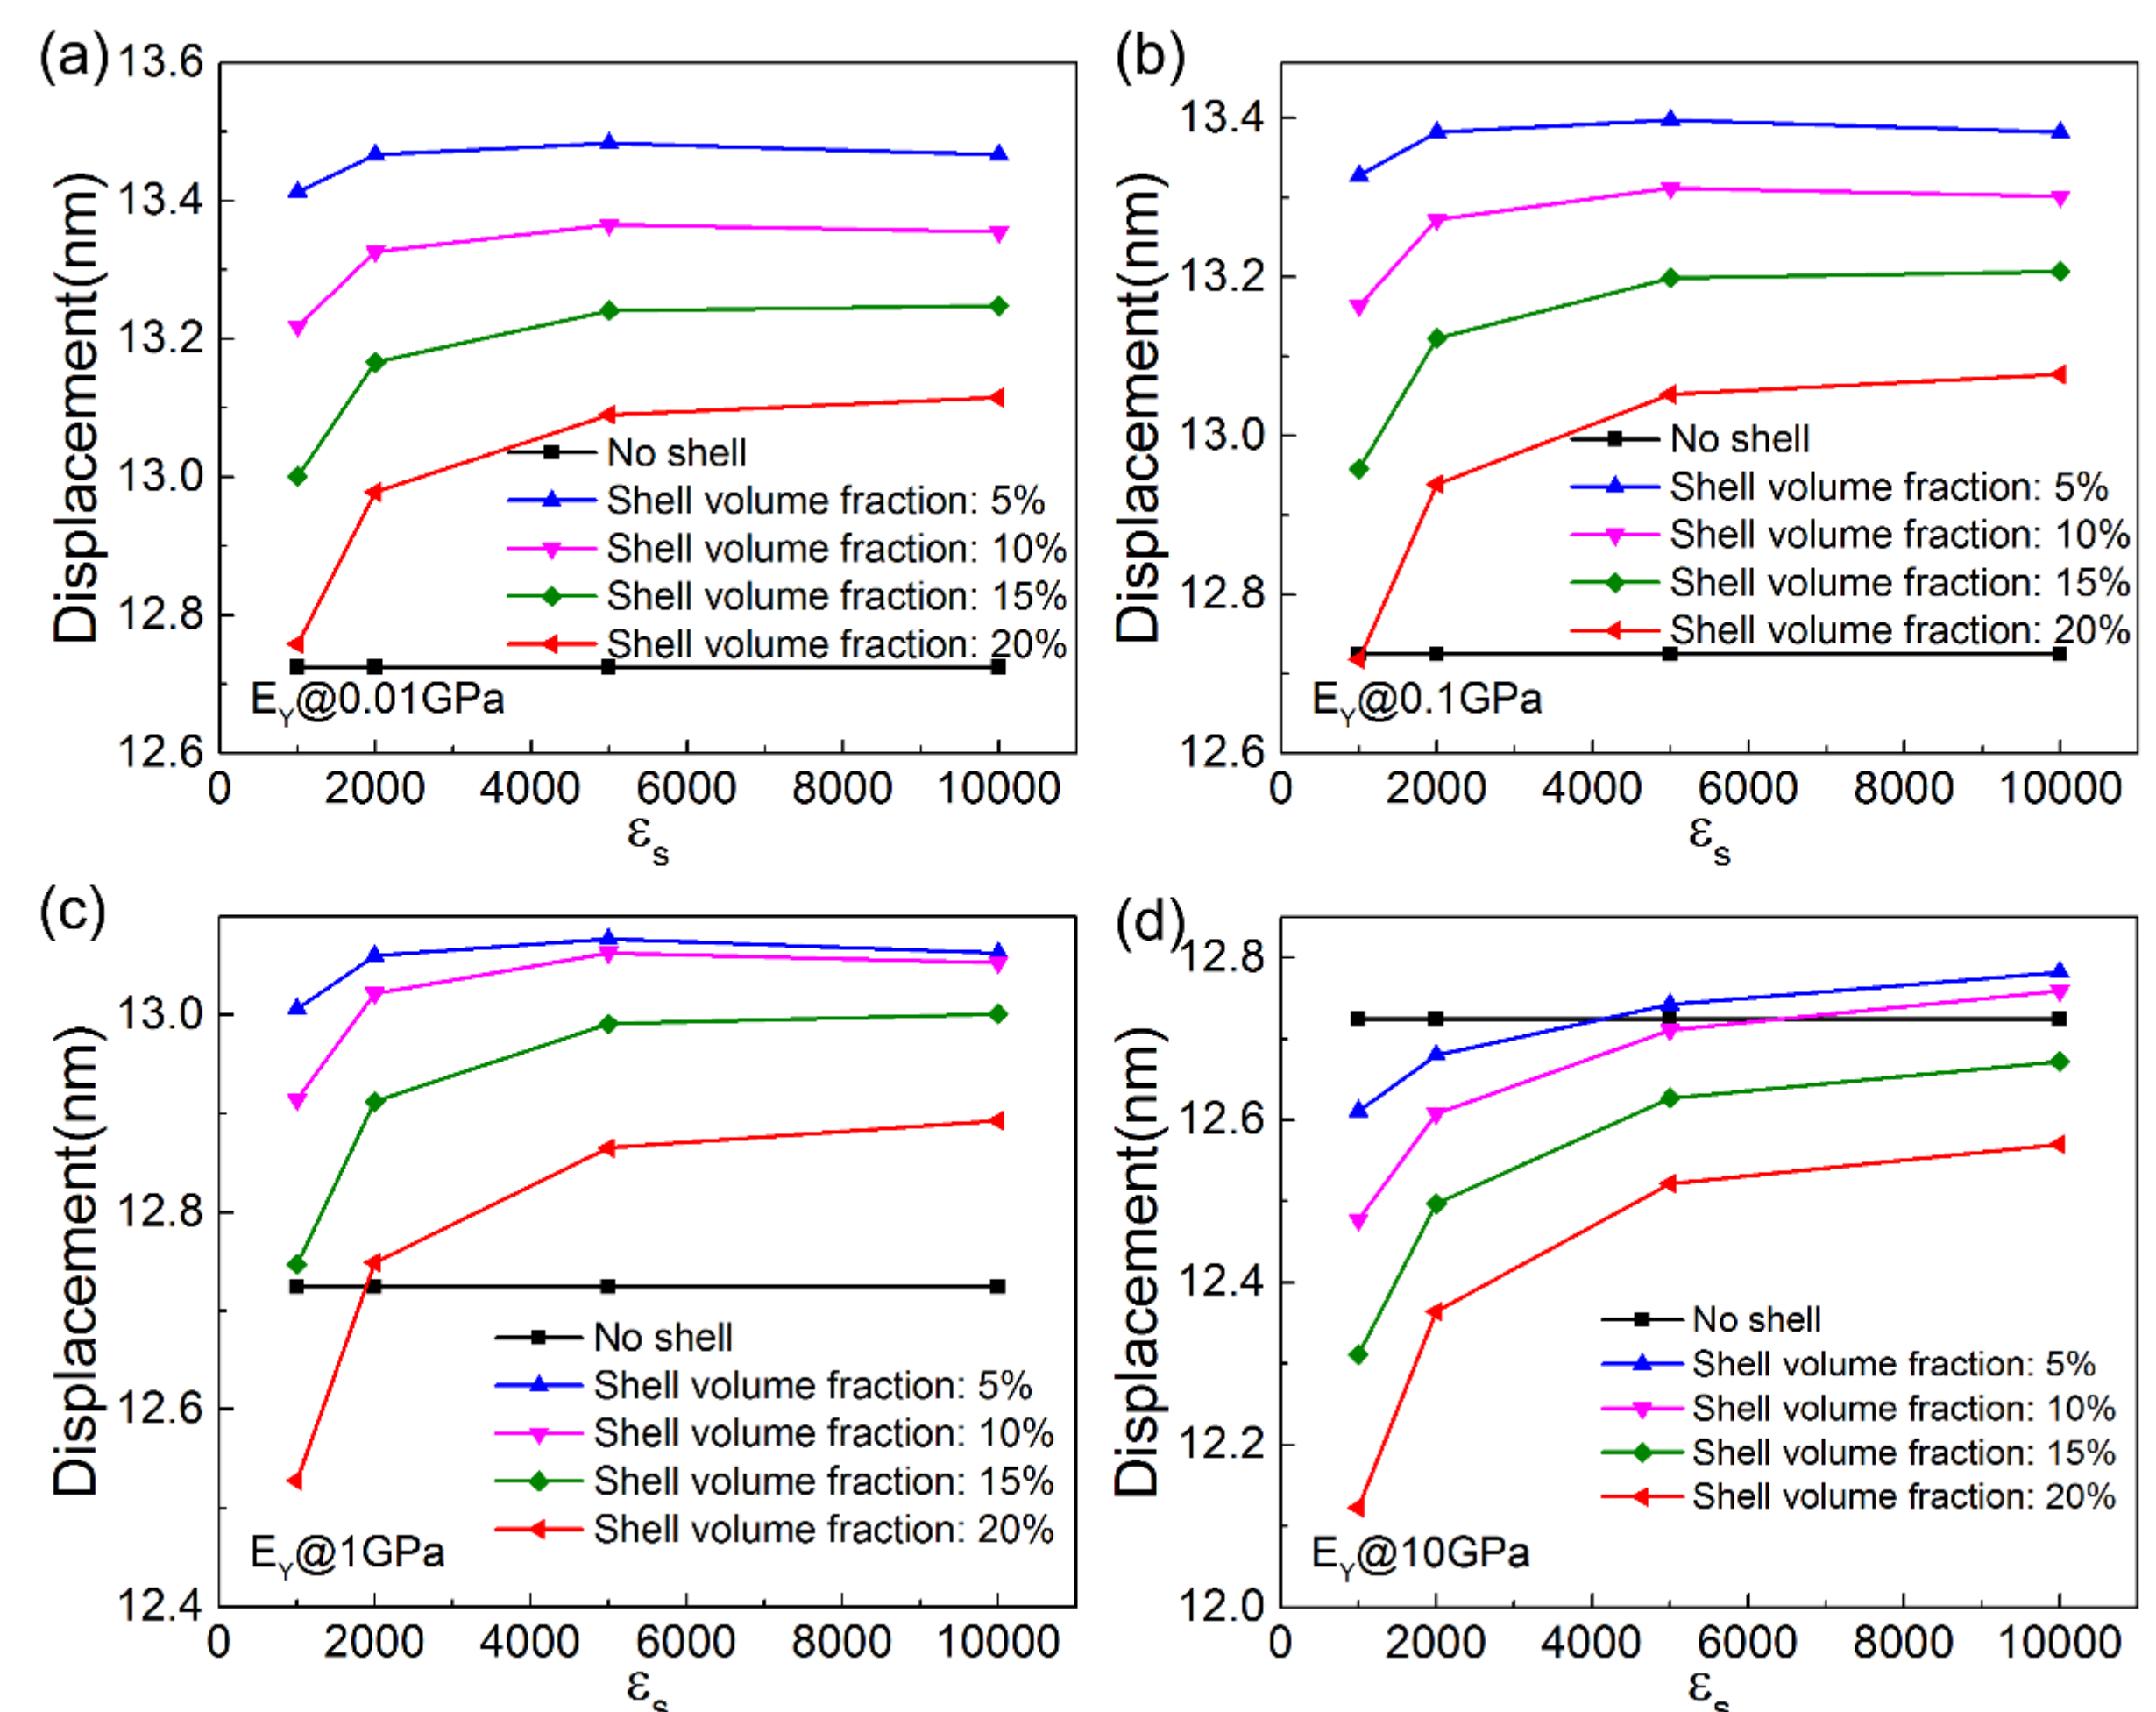 (a)
13.6
13.4
13.2
13.0
12.8
12.6
Displacement(nm)
No shell
Shell volume fraction: 5%
Shell volume fraction: 10%
Shell volume fraction: 15%
Shell volume fraction: 20%
EY@0.01GPa
0 2000 4000 6000 8000 10000
εs
(b)
13.4
13.2
13.0
12.8
12.6
Displacement(nm)
No shell
Shell volume fraction: 5%
Shell volume fraction: 10%
Shell volume fraction: 15%
Shell volume fraction: 20%
EY@0.1GPa
0 2000 4000 6000 8000 10000
εs
(c)
13.0
12.8
12.6
12.4
Displacement(nm)
No shell
Shell volume fraction: 5%
Shell volume fraction: 10%
Shell volume fraction: 15%
Shell volume fraction: 20%
EY@1GPa
0 2000 4000 6000 8000 10000
εs
(d)
12.8
12.6
12.4
12.2
12.0
Displacement(nm)
No shell
Shell volume fraction: 5%
Shell volume fraction: 10%
Shell volume fraction: 15%
Shell volume fraction: 20%
EY@10GPa
0 2000 4000 6000 8000 10000
εs